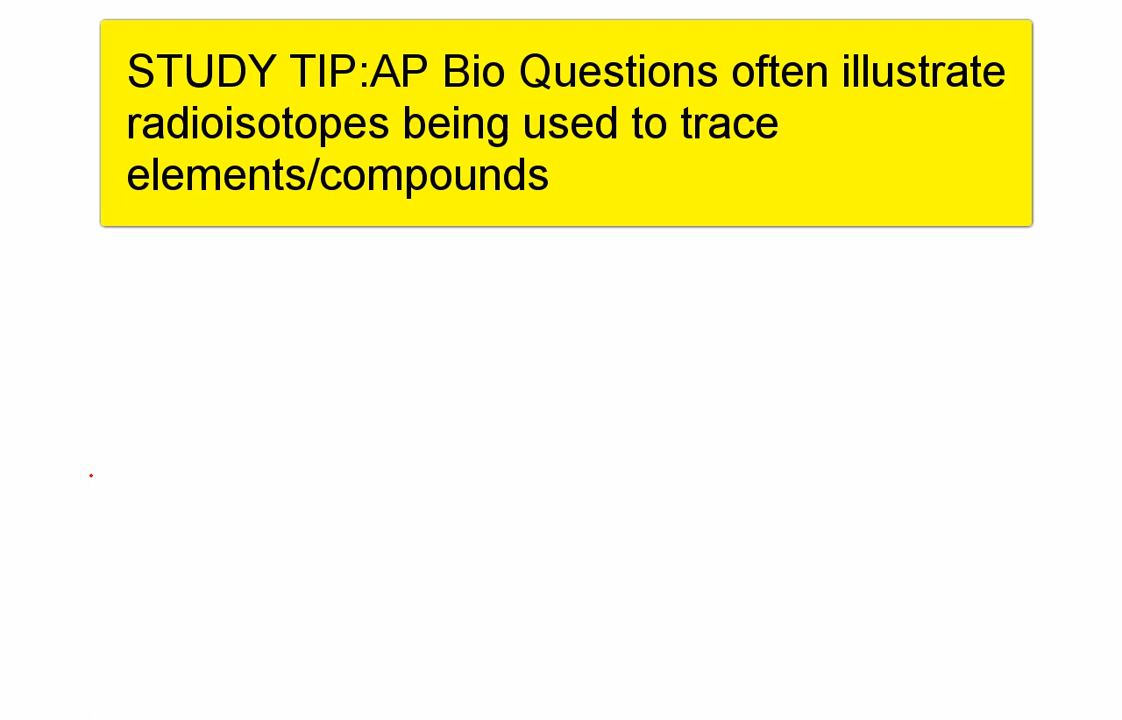 STUDY TIP:AP Bio Questions often illustrate
radioisotopes being used to trace
elements/compounds